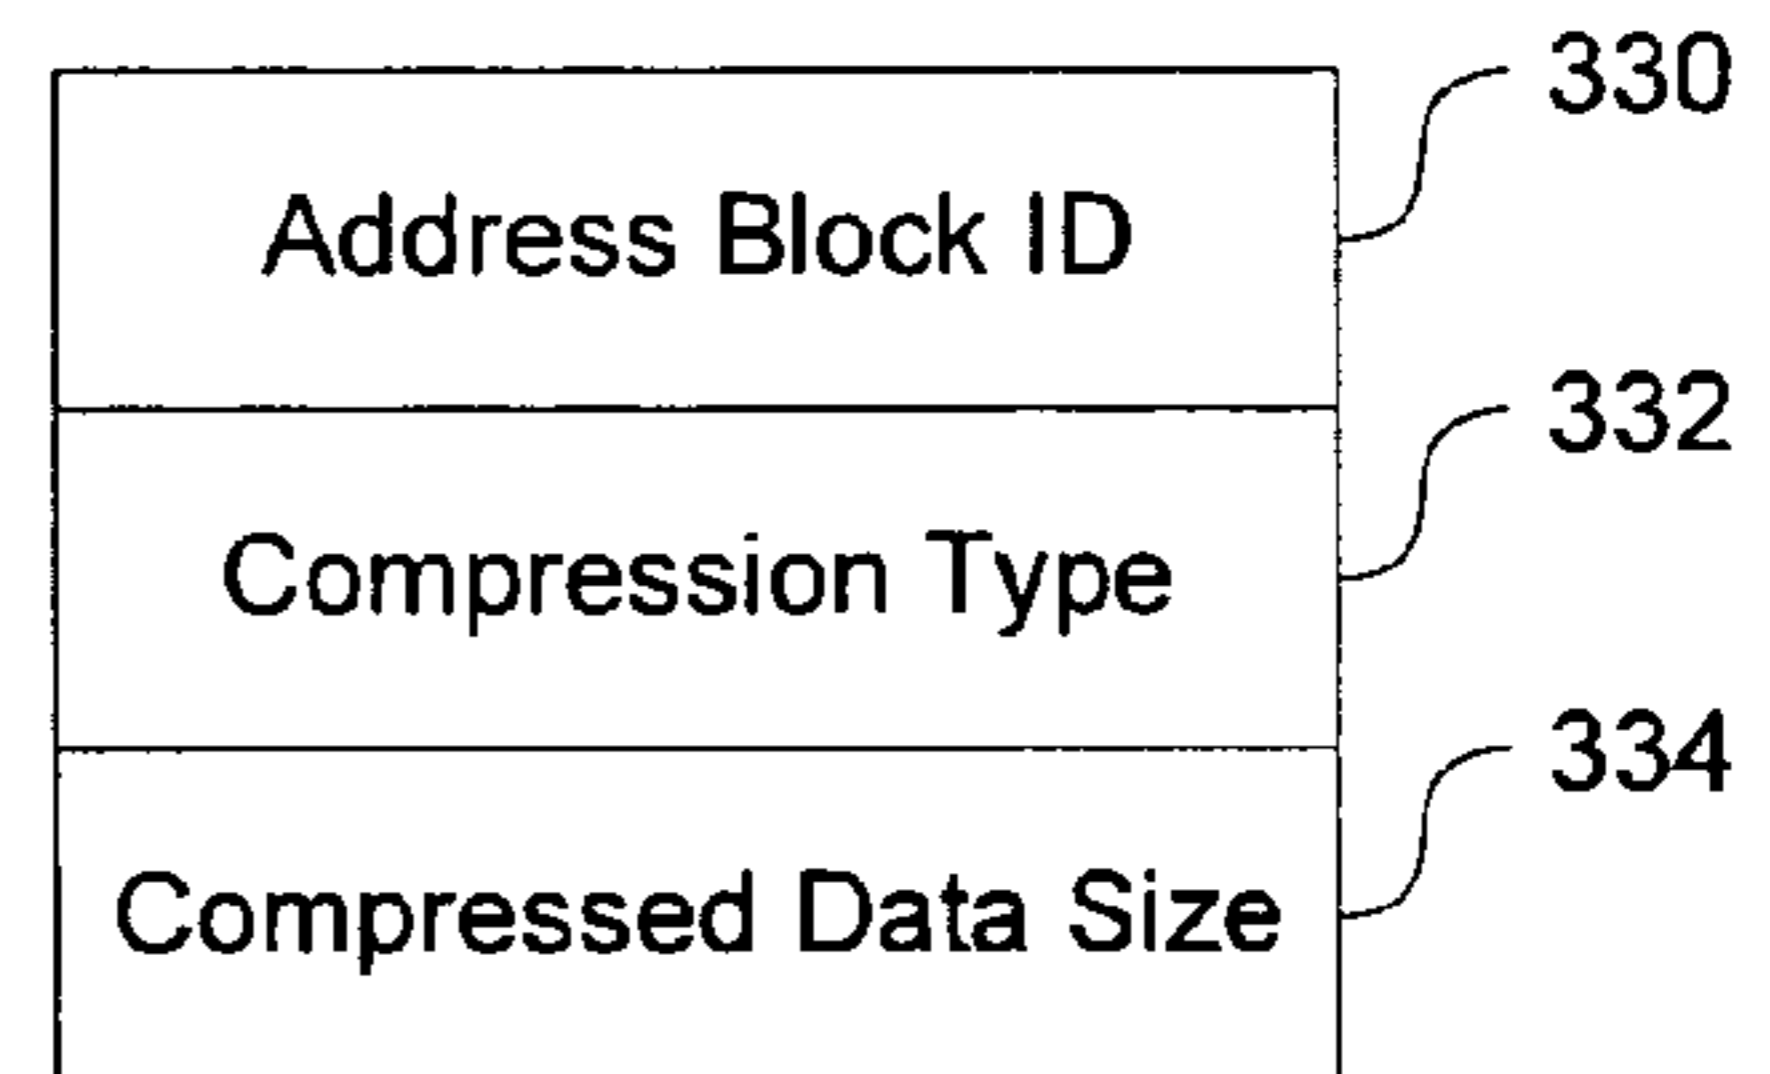 330
Address Block ID
332
Compression Type
334
Compressed Data Size